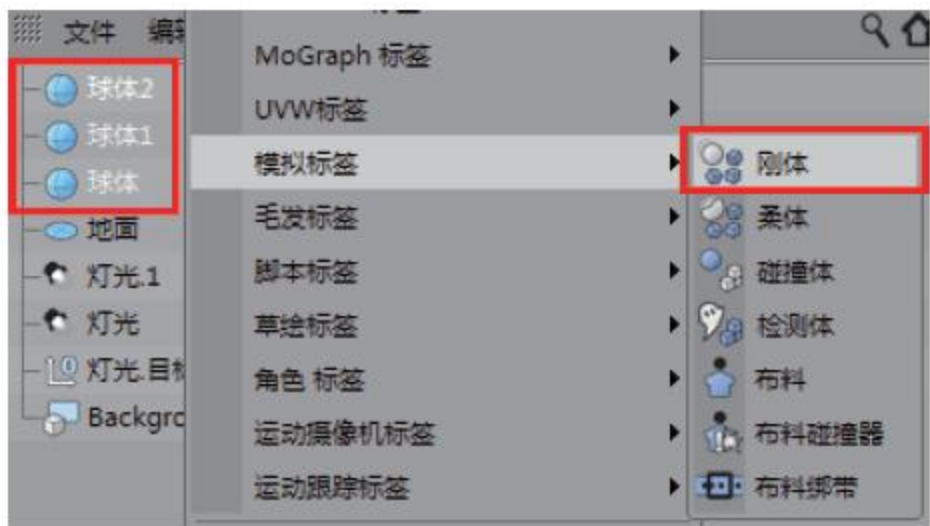 文件
球体2
球体1
球体
地面
灯光.1
灯光
灯光.目标
Backgro
MoGraph 标签
UVW标签
模拟标签
毛发标签
脚本标签
草绘标签
角色 标签
运动摄像机标签
运动跟踪标签
刚体
柔体
碰撞体
检测体
布料
布料碰撞器
布料绑带